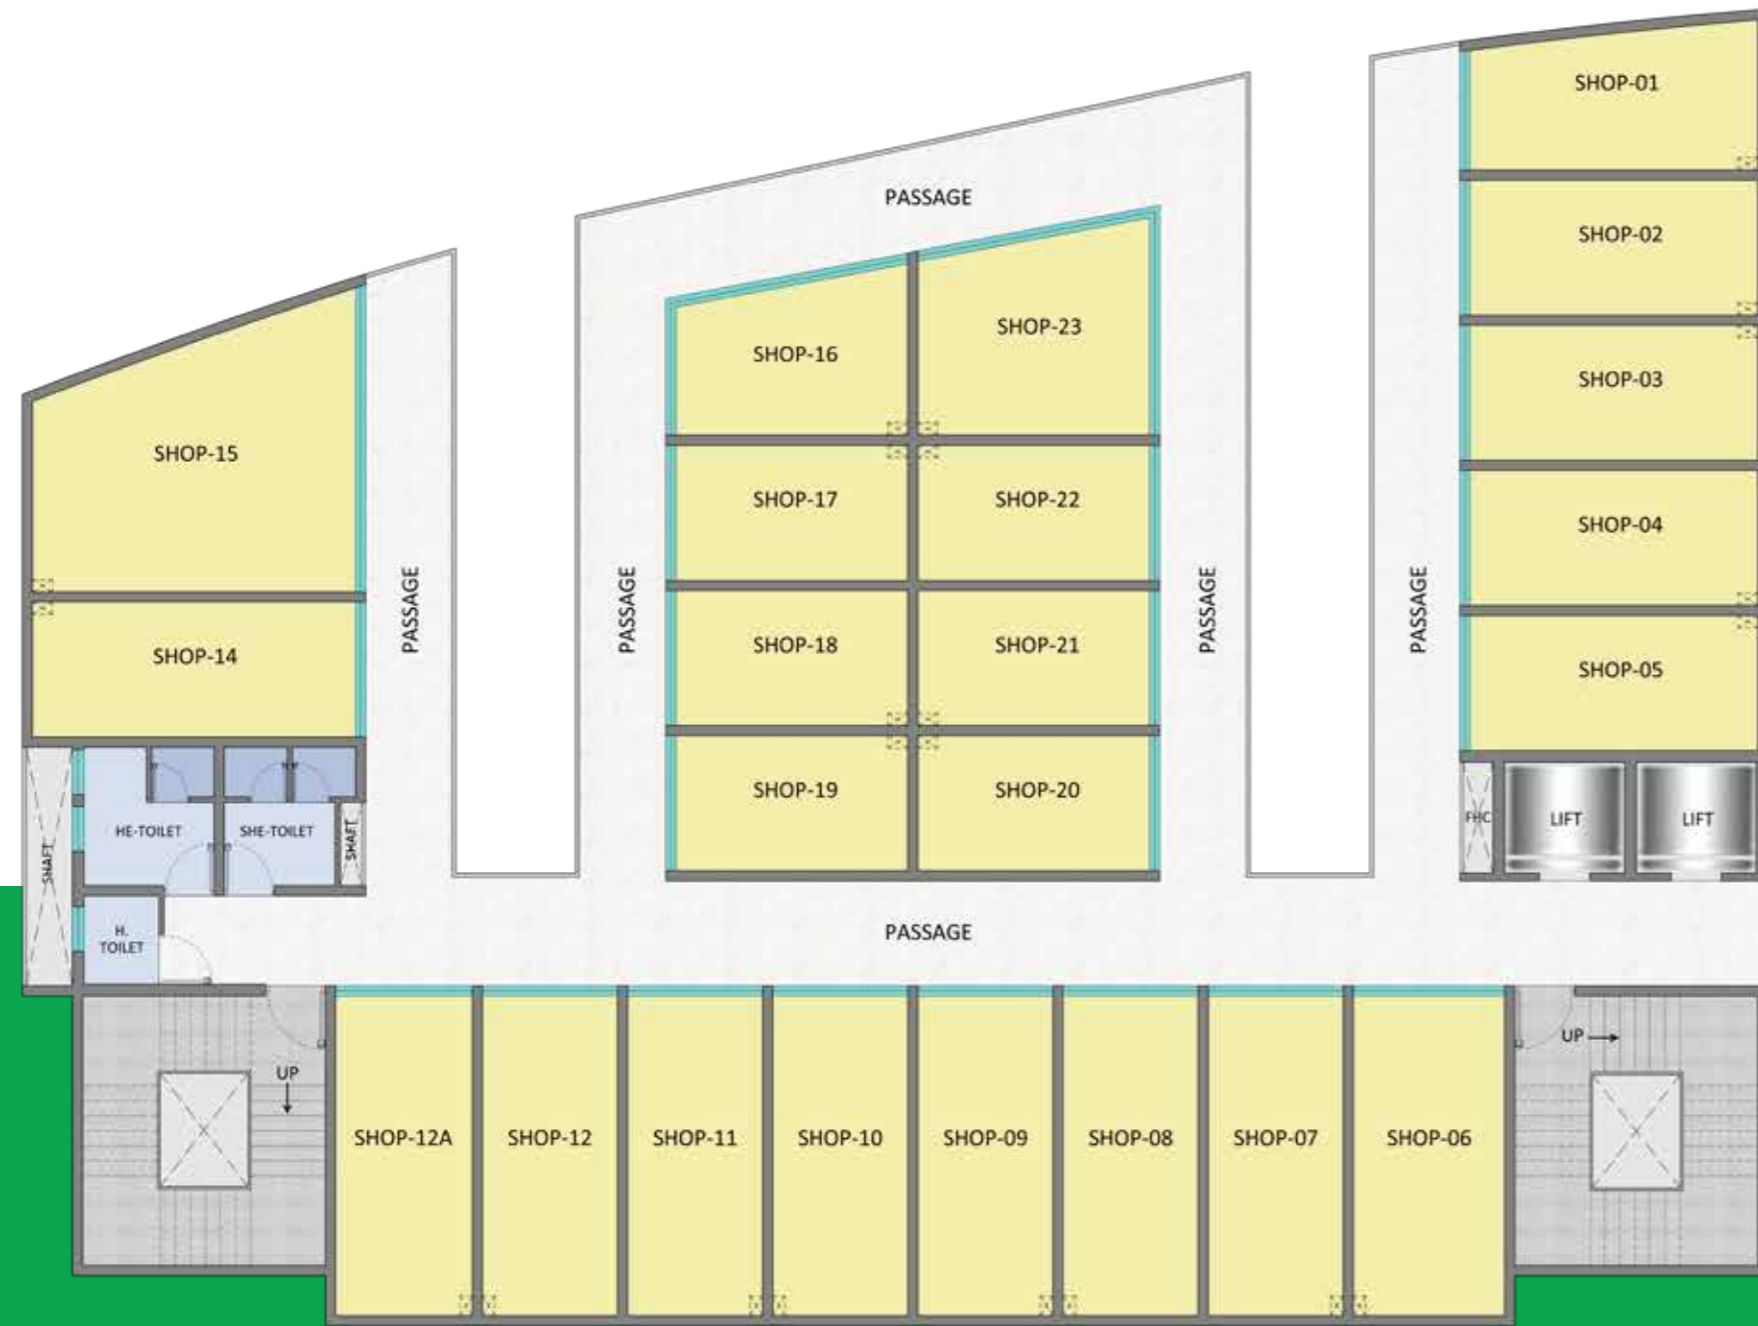 SHOP-01
PASSAGE
SHOP-02
SHOP-23
SHOP-16
SHOP-03
SHOP-15
SHOP-17
SHOP-22
SHOP-04
PASSAGE
PASSAGE
PASSAGE
PASSAGE
SHOP-14
SHOP-18
SHOP-21
SHOP-05
SHOP-19
SHOP-20
HE-TOILET
SHE-TOILET
SHAFT
SHAFT
FHC
LIFT
LIFT
H.
TOILET
PASSAGE
UP
UP
SHOP-12A
SHOP-12
SHOP-11
SHOP-10
SHOP-09
SHOP-08
SHOP-07
SHOP-06